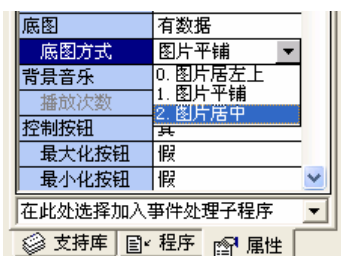 底图 有数据
底图方式 图片平铺
背景音乐 0. 图片居左上
播放次数 1. 图片平铺
2. 图片居中
控制按钮
最大化按钮 假
最小化按钮 假
在此处选择加入事件处理子程序
支持库 程序 属性